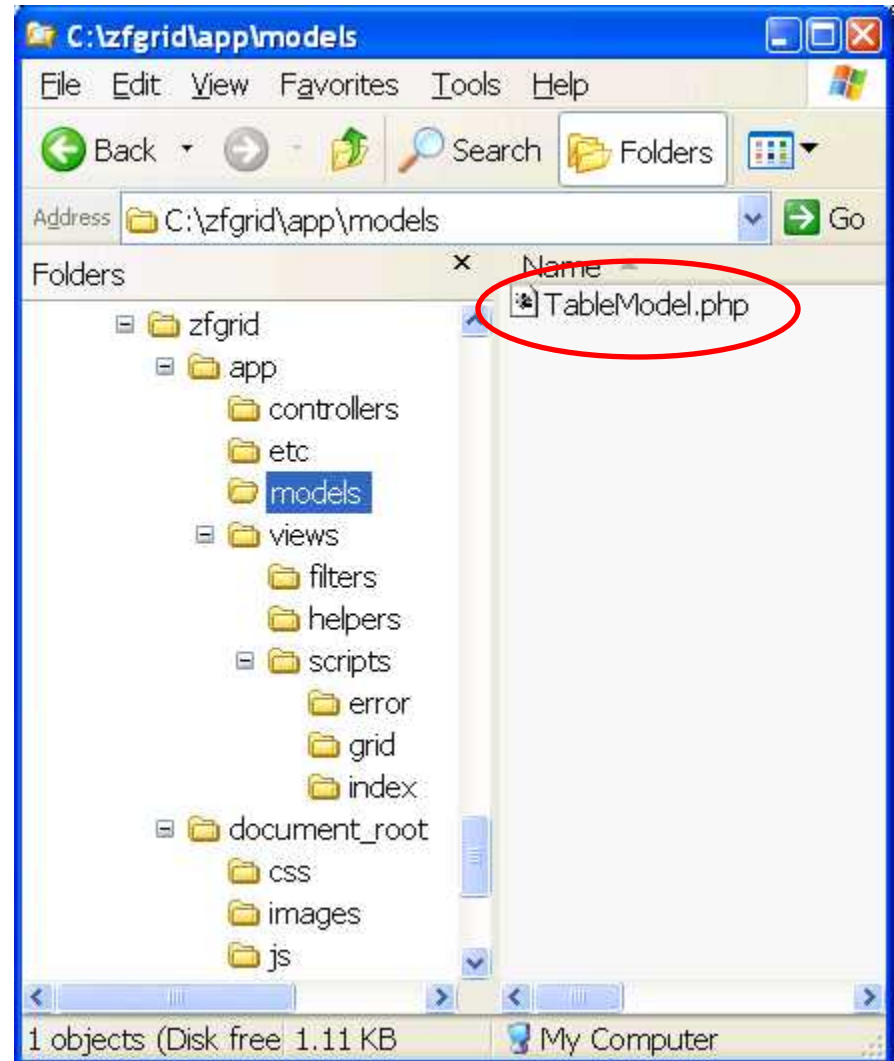 C:\zfgrid\app\models
File Edit View Favorites Tools Help
Back Search Folders
Address C:\zfgrid\app\models Go
Folders x Name
TableModel.php
zfgrid
app
controllers
etc
models
views
filters
helpers
scripts
error
grid
index
document_root
css
images
js
1 objects (Disk free 1.11 KB My Computer